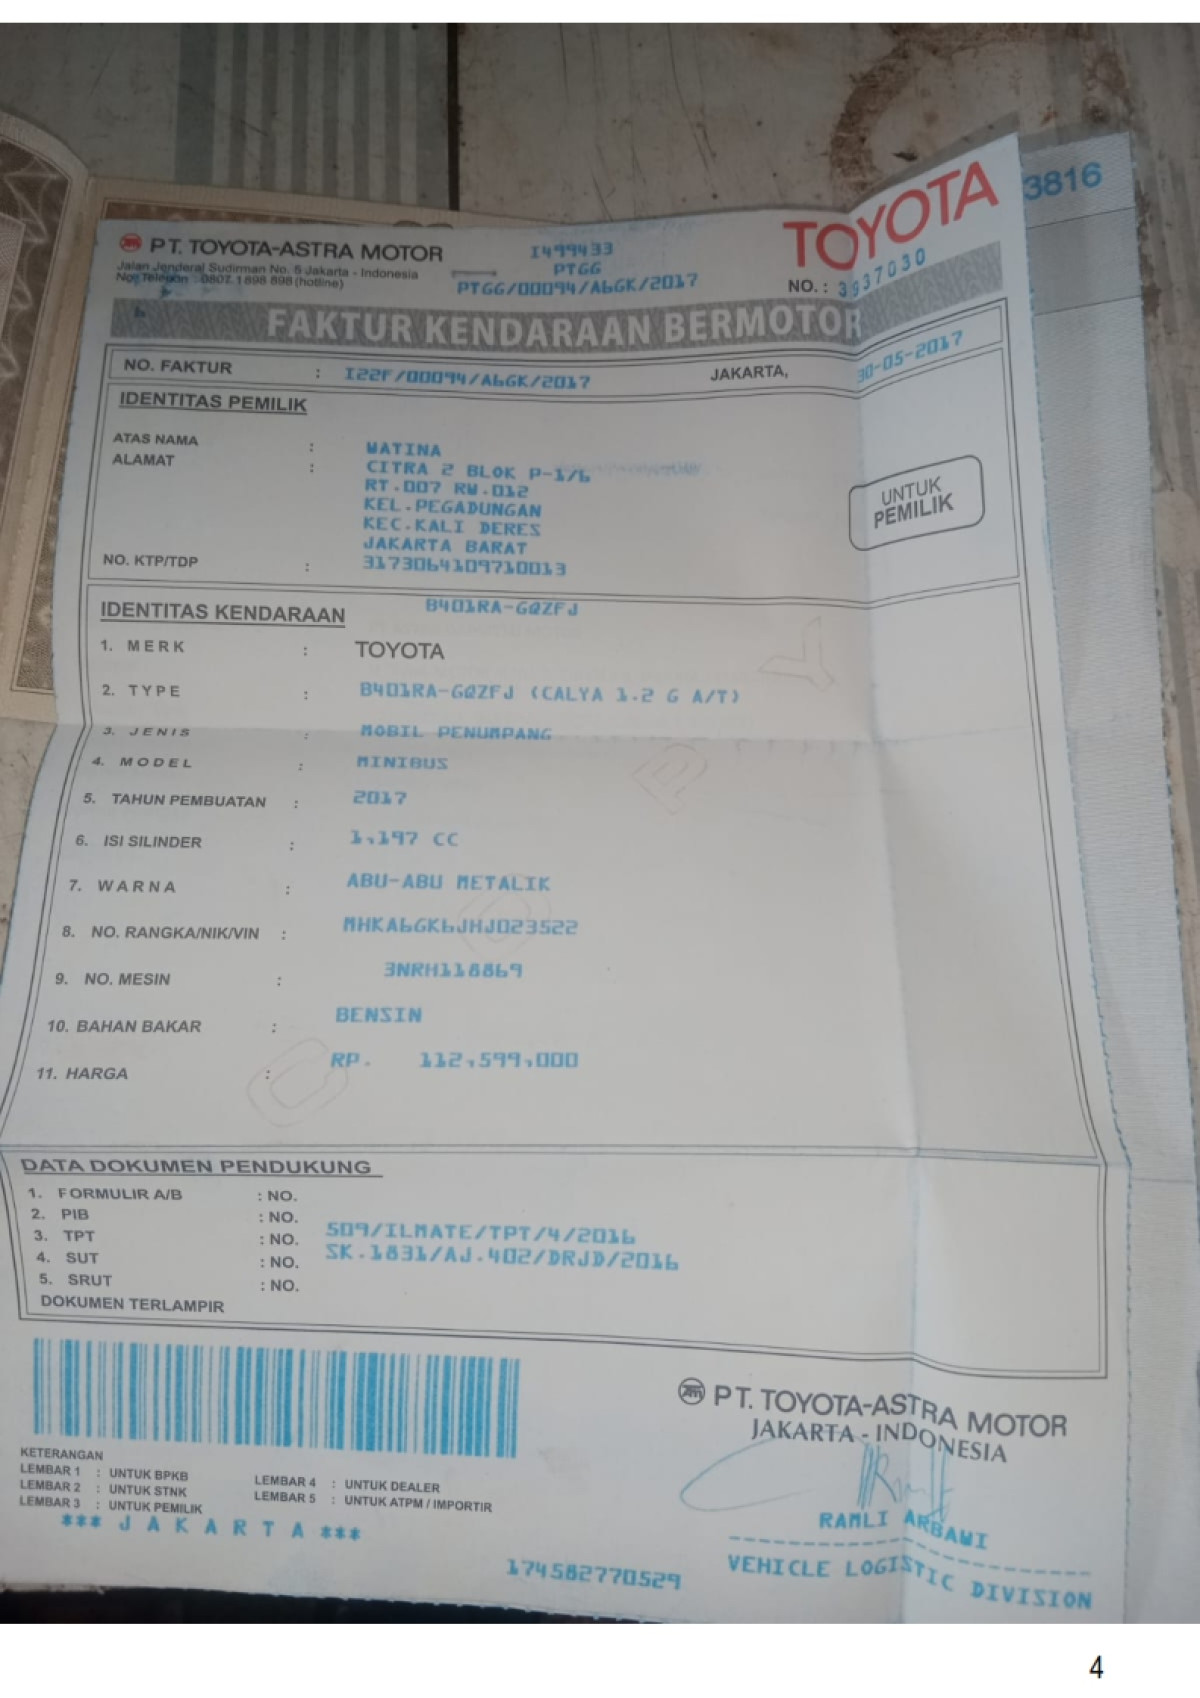 3816
TOYOTA
PT. TOYOTA-ASTRA MOTOR
Jalan Jenderal Sudirman No. 5 Jakarta - Indonesia
No. Telepon : 0807 1 898 898 (hotline)
I499433
PTGG
PTGG/00094/A6GK/2017
NO. : 3937030
FAKTUR KENDARAAN BERMOTOR
NO. FAKTUR : I22F/00094/A6GK/2017 JAKARTA, 30-05-2017
IDENTITAS PEMILIK
ATAS NAMA : WATINA
ALAMAT : CITRA 2 BLOK P-1/6
RT.007 RW.012
KEL.PEGADUNGAN
KEC.KALI DERES
JAKARTA BARAT
NO. KTP/TDP : 3173064109710013
UNTUK
PEMILIK
IDENTITAS KENDARAAN B401RA-GQZFJ
1. MERK : TOYOTA
2. TYPE : B401RA-GQZFJ (CALYA 1.2 G A/T)
3. JENIS : MOBIL PENUMPANG
4. MODEL : MINIBUS
5. TAHUN PEMBUATAN : 2017
6. ISI SILINDER : 1,197 CC
7. WARNA : ABU-ABU METALIK
8. NO. RANGKA/NIK/VIN : MHKA6GK6JHJ023522
9. NO. MESIN : 3NRH118869
10. BAHAN BAKAR : BENSIN
11. HARGA : RP. 112,599,000
COPY
DATA DOKUMEN PENDUKUNG
1. FORMULIR A/B : NO.
2. PIB : NO.
3. TPT : NO. 509/ILMATE/TPT/4/2016
4. SUT : NO. SK.1831/AJ.402/DRJD/2016
5. SRUT : NO.
DOKUMEN TERLAMPIR
PT. TOYOTA-ASTRA MOTOR
JAKARTA - INDONESIA
KETERANGAN
LEMBAR 1 : UNTUK BPKB
LEMBAR 2 : UNTUK STNK
LEMBAR 3 : UNTUK PEMILIK
LEMBAR 4 : UNTUK DEALER
LEMBAR 5 : UNTUK ATPM / IMPORTIR
*** J A K A R T A ***
RAMLI ARBAWI
VEHICLE LOGISTIC DIVISION
174582770529
4